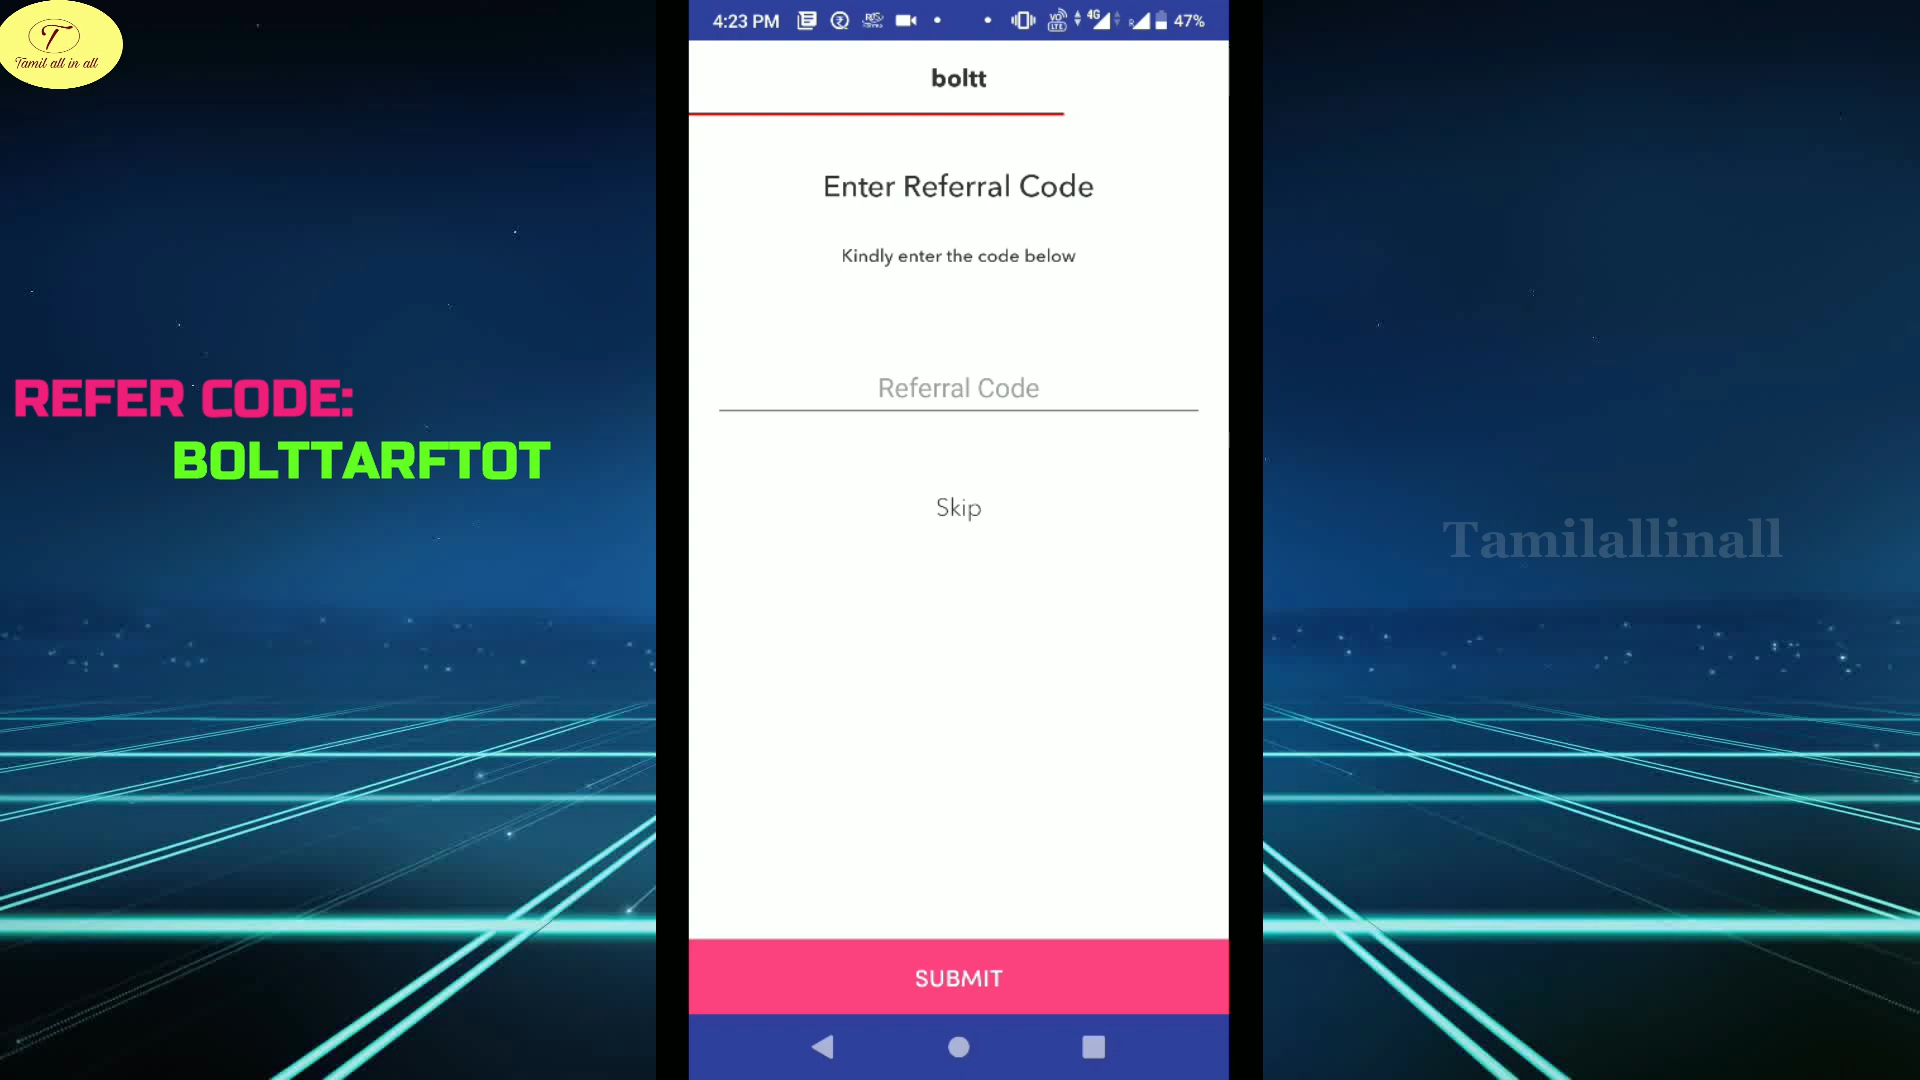 T
Tamil all in all
4:23 PM
4G
47%
boltt
Enter Referral Code
Kindly enter the code below
Referral Code
Skip
SUBMIT
REFER CODE:
BOLTTARFTOT
Tamilallinall